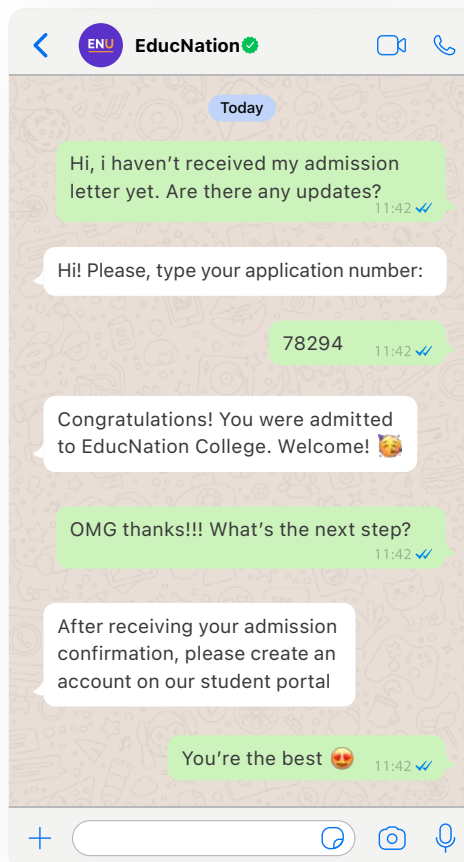 ENU EducNation
Today
Hi, i haven’t received my admission
letter yet. Are there any updates?
11:42
Hi! Please, type your application number:
78294 11:42
Congratulations! You were admitted
to EducNation College. Welcome! 🥳
OMG thanks!!! What’s the next step?
11:42
After receiving your admission
confirmation, please create an
account on our student portal
You’re the best 😍 11:42